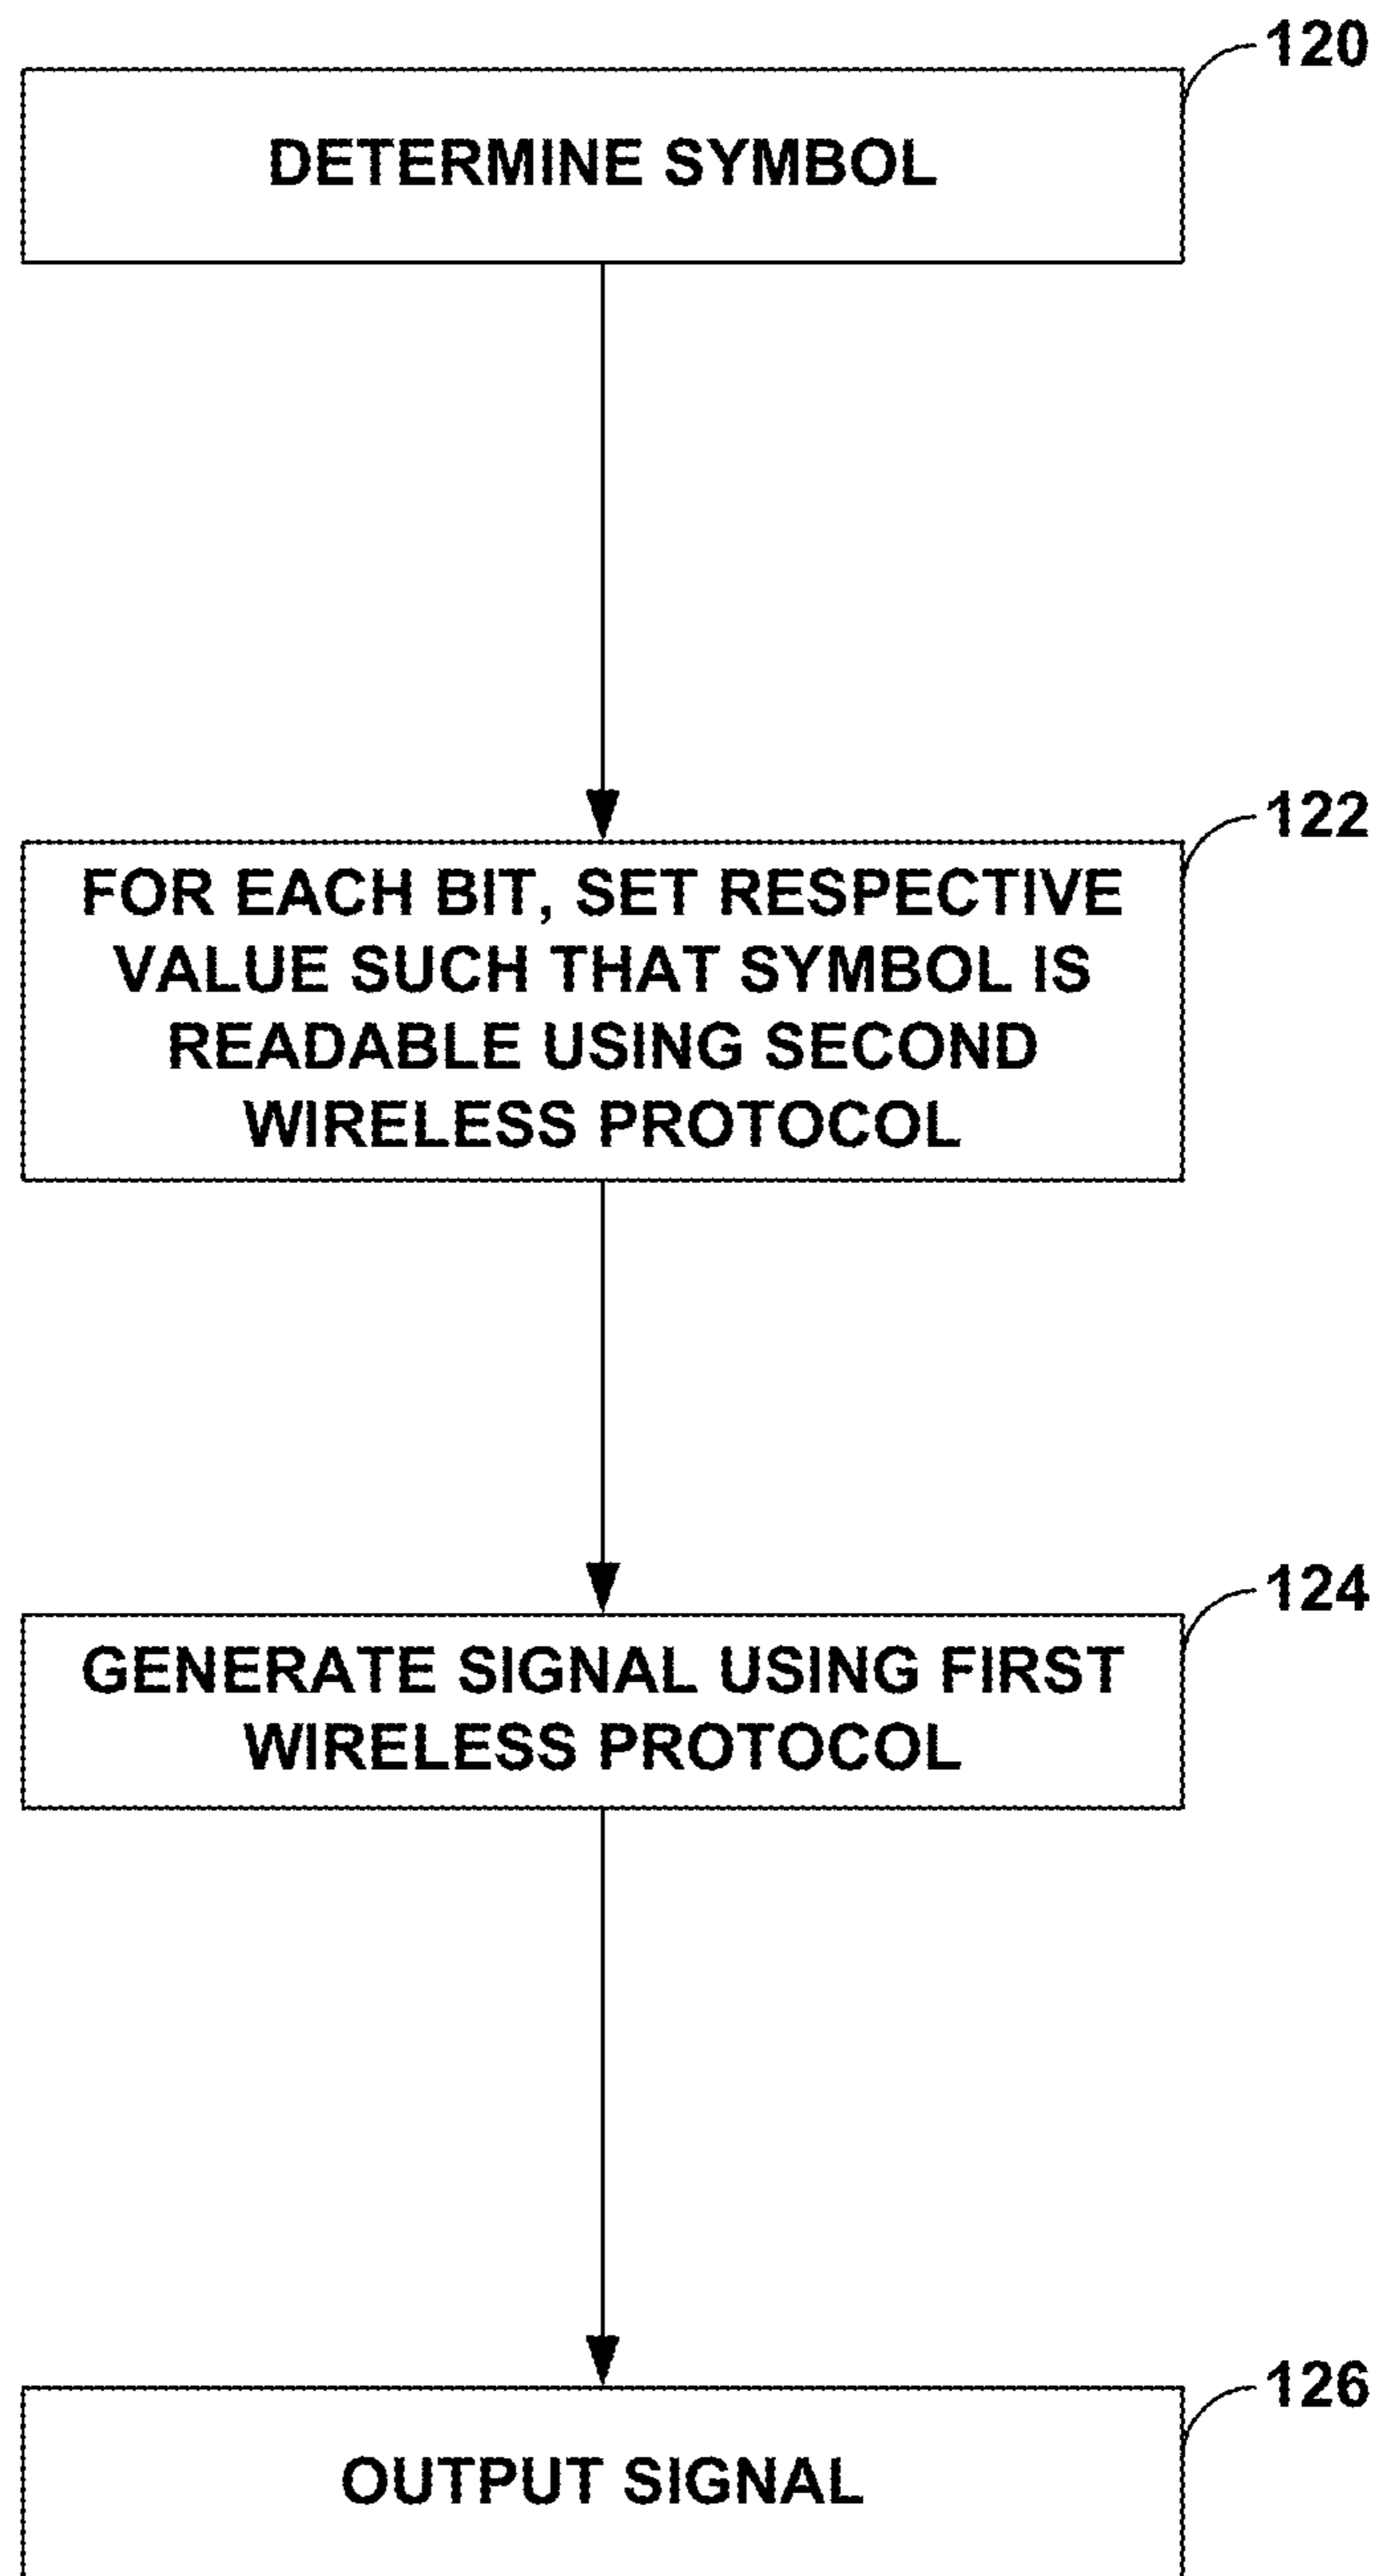 120
DETERMINE SYMBOL
122
FOR EACH BIT, SET RESPECTIVE
VALUE SUCH THAT SYMBOL IS
READABLE USING SECOND
WIRELESS PROTOCOL
124
GENERATE SIGNAL USING FIRST
WIRELESS PROTOCOL
126
OUTPUT SIGNAL